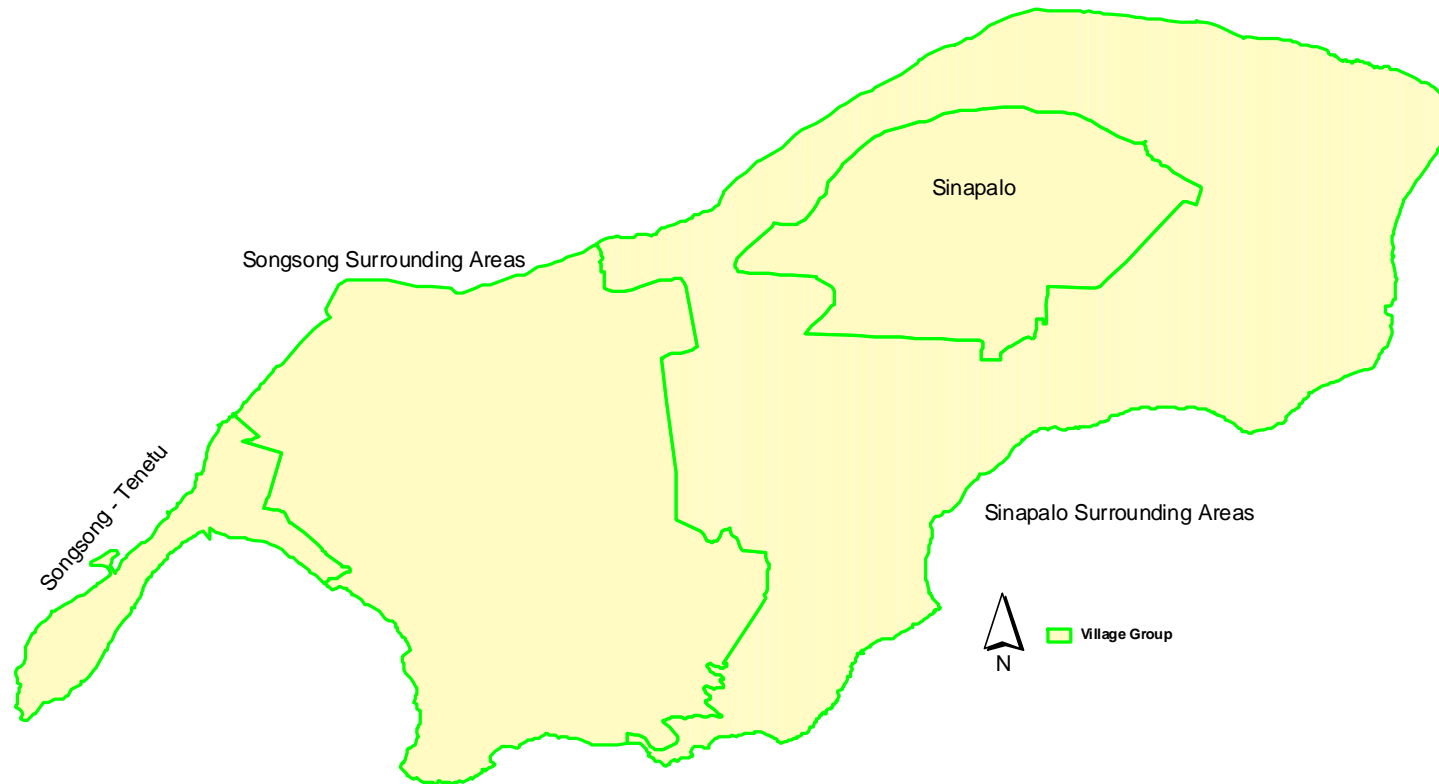 Sinapalo
Songsong Surrounding Areas
Songsong - Tenetu
Sinapalo Surrounding Areas
N
Village Group